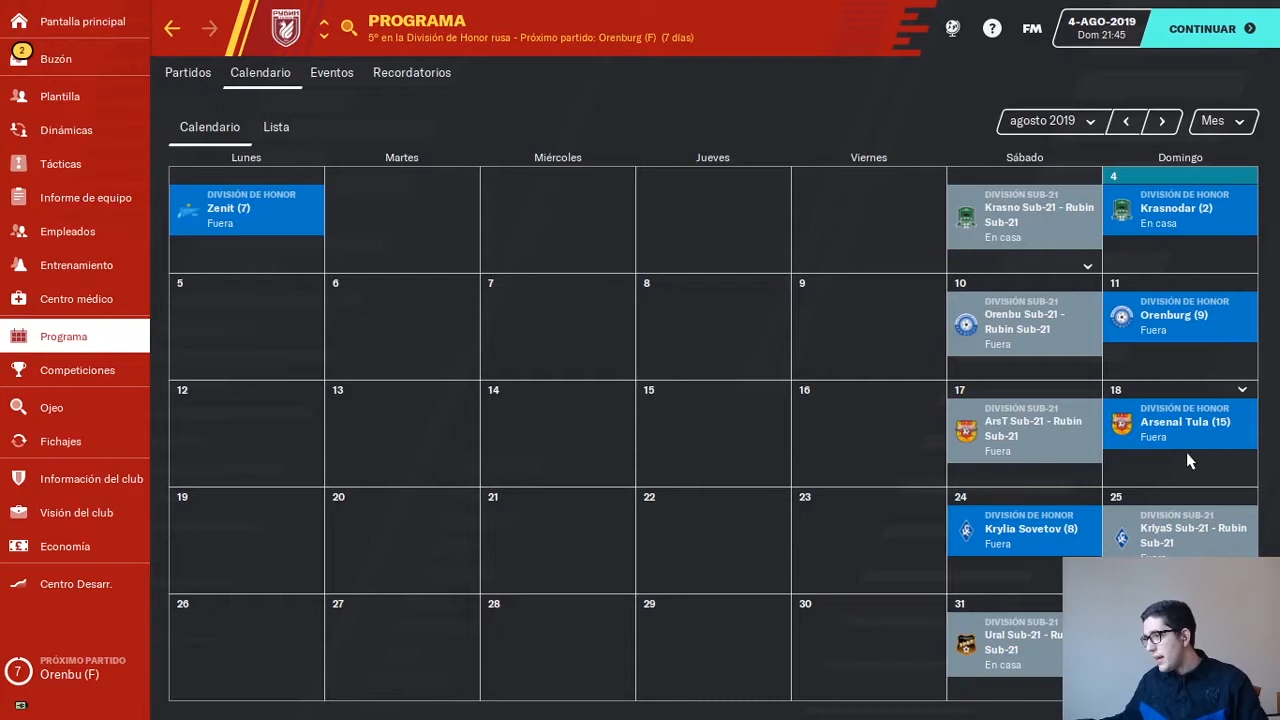 Pantalla principal
2
Buzón
Plantilla
Dinámicas
Tácticas
Informe de equipo
Empleados
Entrenamiento
Centro médico
Programa
Competiciones
Ojeo
Fichajes
Información del club
Visión del club
Economía
Centro Desarr.
7
PRÓXIMO PARTIDO
Orenbu (F)
РУБИН
PROGRAMA
5º en la División de Honor rusa - Próximo partido: Orenburg (F) (7 días)
?
FM
4-AGO-2019
Dom 21:45
CONTINUAR
Partidos Calendario Eventos Recordatorios
Calendario Lista
agosto 2019
Mes
Lunes Martes Miércoles Jueves Viernes Sábado Domingo
DIVISIÓN DE HONOR
Zenit (7)
Fuera
DIVISIÓN SUB-21
Krasno Sub-21 - Rubin
Sub-21
En casa
4
DIVISIÓN DE HONOR
Krasnodar (2)
En casa
5 6 7 8 9 10 11
DIVISIÓN SUB-21
Orenbu Sub-21 -
Rubin Sub-21
Fuera
DIVISIÓN DE HONOR
Orenburg (9)
Fuera
12 13 14 15 16 17 18
DIVISIÓN SUB-21
ArsT Sub-21 - Rubin
Sub-21
Fuera
DIVISIÓN DE HONOR
Arsenal Tula (15)
Fuera
19 20 21 22 23 24 25
DIVISIÓN DE HONOR
Krylia Sovetov (8)
Fuera
DIVISIÓN SUB-21
KrlyaS Sub-21 - Rubin
Sub-21
Fuera
26 27 28 29 30 31
DIVISIÓN SUB-21
Ural Sub-21 - Ru
Sub-21
En casa